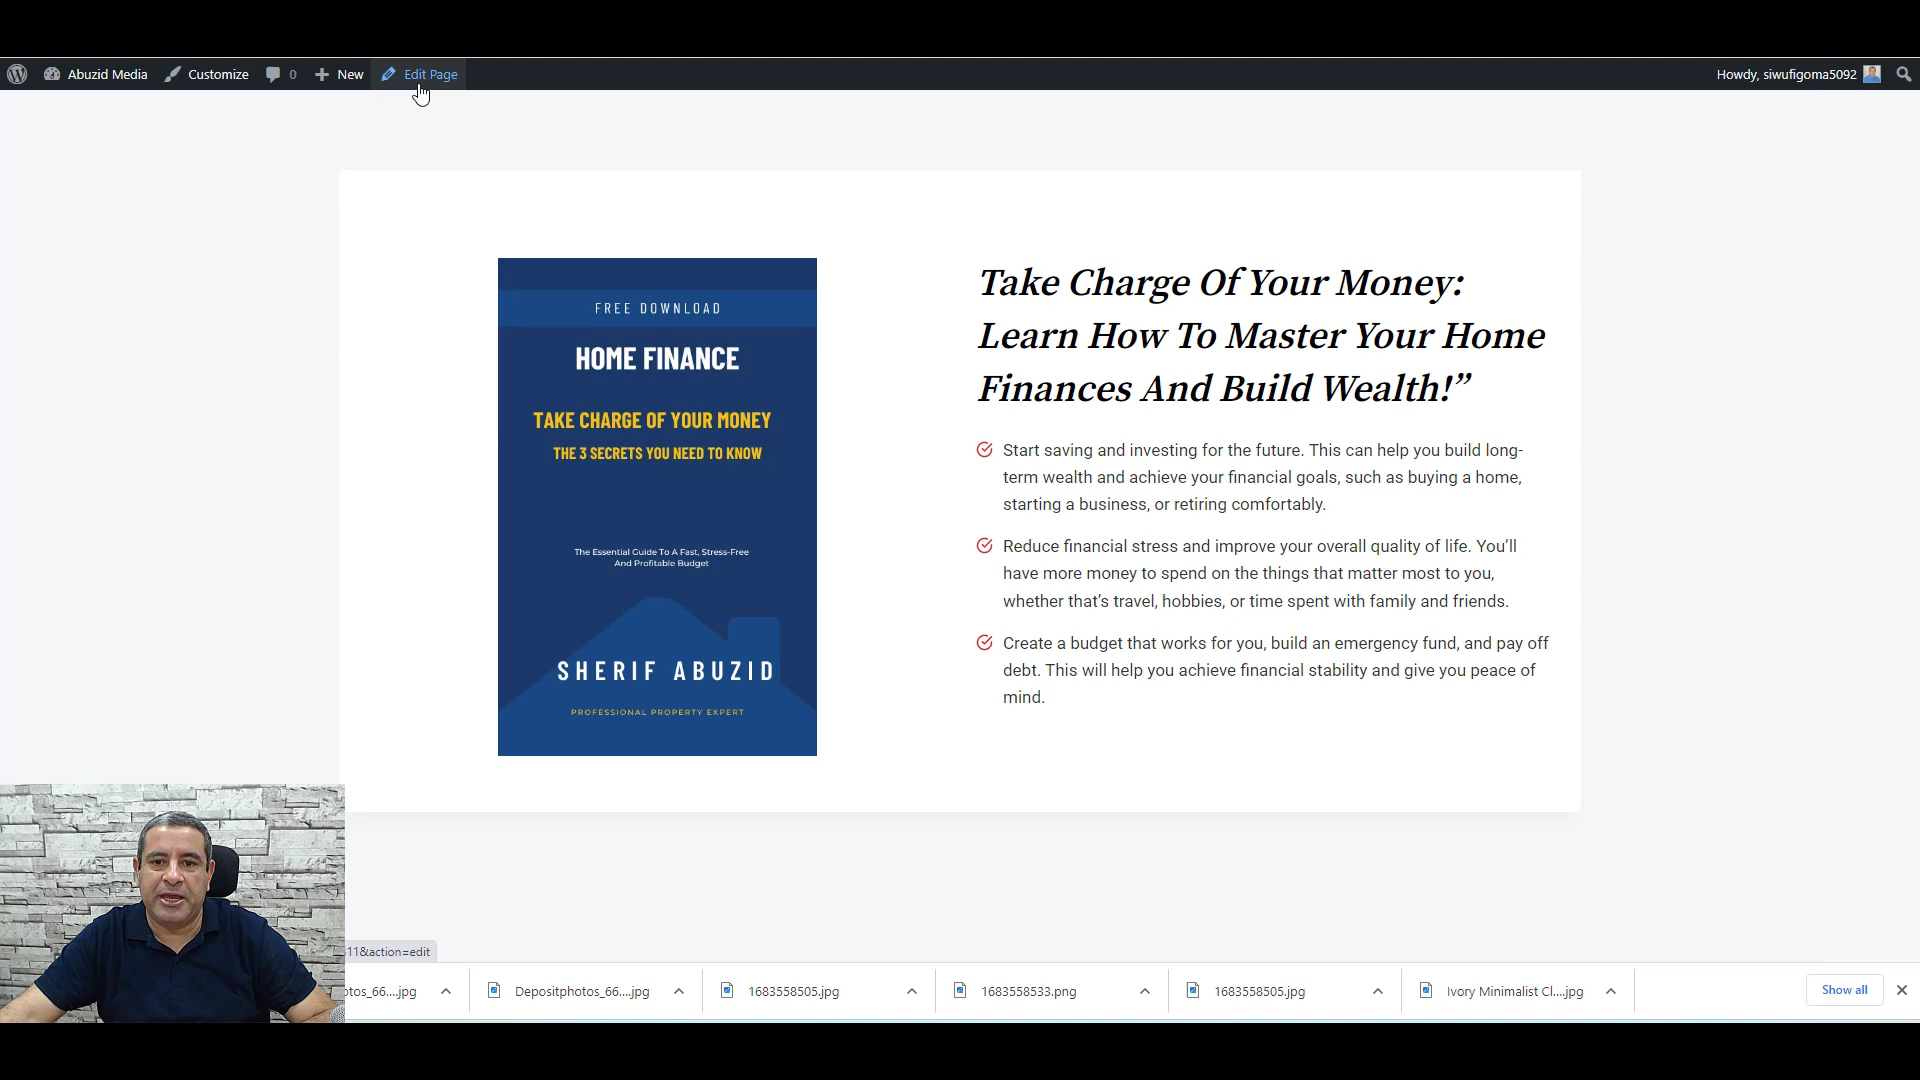 Abuzid Media Customize 0 New Edit Page Howdy, siwufigoma5092
FREE DOWNLOAD
HOME FINANCE
TAKE CHARGE OF YOUR MONEY
THE 3 SECRETS YOU NEED TO KNOW
The Essential Guide To A Fast, Stress-Free
And Profitable Budget
SHERIF ABUZID
PROFESSIONAL PROPERTY EXPERT
Take Charge Of Your Money:
Learn How To Master Your Home
Finances And Build Wealth!”
Start saving and investing for the future. This can help you build long-
term wealth and achieve your financial goals, such as buying a home,
starting a business, or retiring comfortably.
Reduce financial stress and improve your overall quality of life. You’ll
have more money to spend on the things that matter most to you,
whether that’s travel, hobbies, or time spent with family and friends.
Create a budget that works for you, build an emergency fund, and pay off
debt. This will help you achieve financial stability and give you peace of
mind.
11&action=edit
otos_66....jpg Depositphotos_66....jpg 1683558505.jpg 1683558533.png 1683558505.jpg Ivory Minimalist Cl....jpg Show all